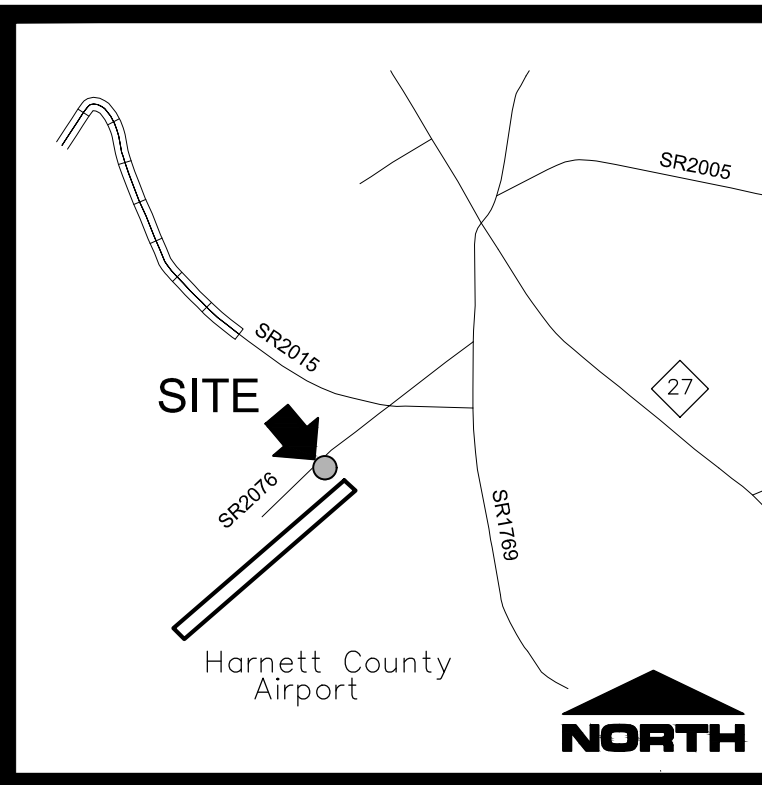 SR2005
SR2015
27
SITE
SR2076
SR1769
Harnett County
Airport
NORTH